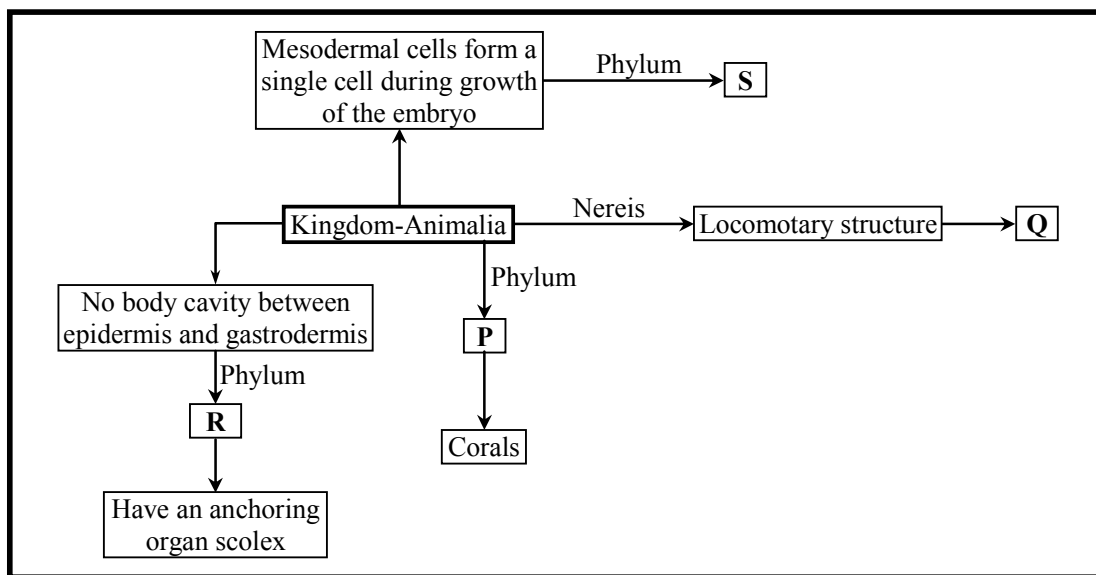 Mesodermal cells form a
single cell during growth
of the embryo
Phylum
S
Kingdom-Animalia
Nereis
Locomotary structure
Q
No body cavity between
epidermis and gastrodermis
Phylum
P
Phylum
R
Corals
Have an anchoring
organ scolex